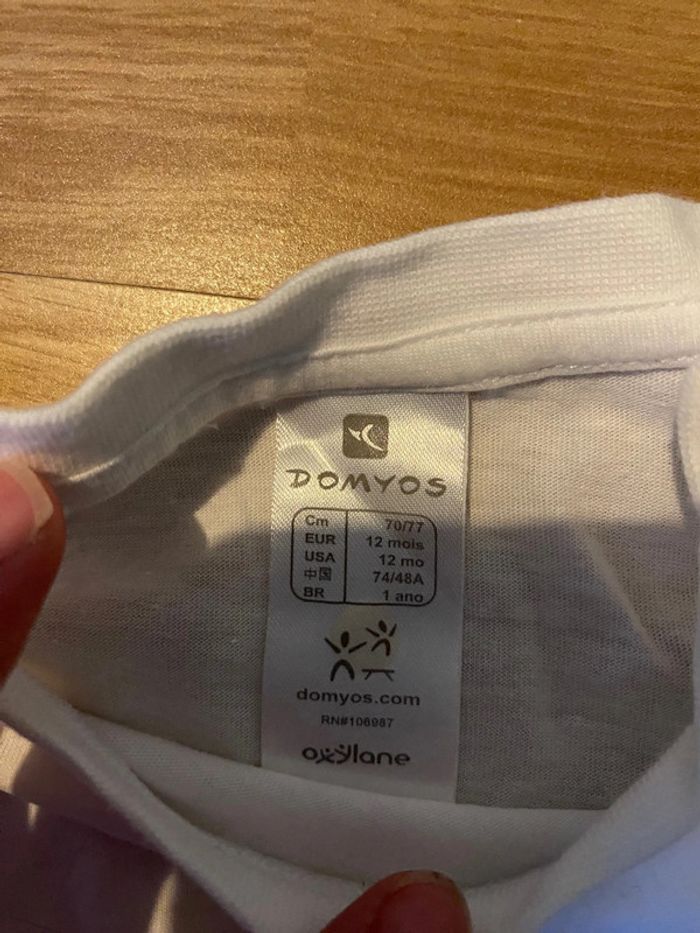 DOMYOS
Cm 70/77
EUR 12 mois
USA 12 mo
中国 74/48A
BR 1 ano
domyos.com
RN#106987
oxylane